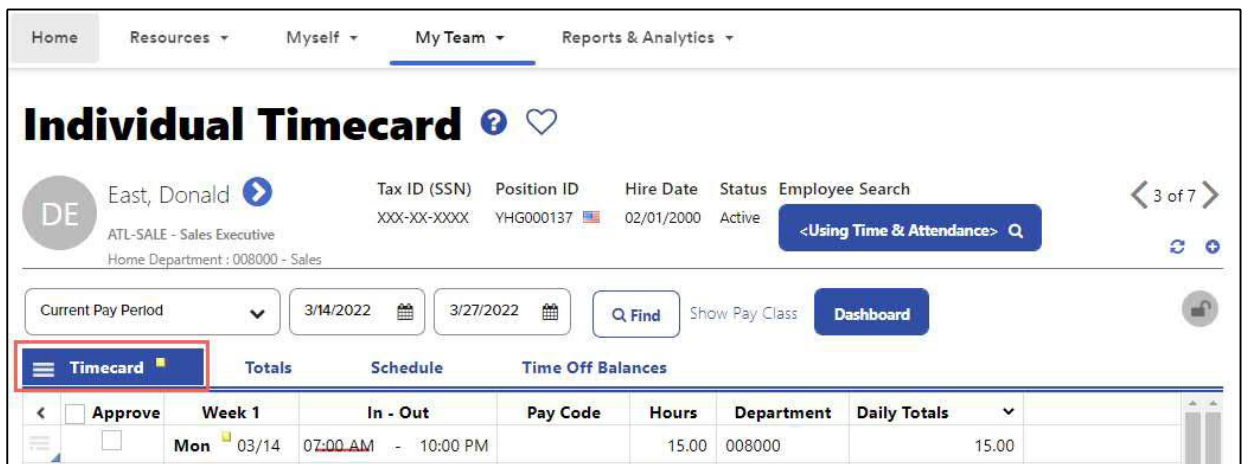 Home Resources Myself My Team Reports & Analytics
Individual Timecard ?
DE
East, Donald
ATL-SALE - Sales Executive
Home Department : 008000 - Sales
Tax ID (SSN) Position ID Hire Date Status Employee Search
XXX-XX-XXXX YHG000137 02/01/2000 Active <Using Time & Attendance>
3 of 7
Current Pay Period 3/14/2022 3/27/2022 Find Show Pay Class Dashboard
Timecard Totals Schedule Time Off Balances
Approve Week 1 In - Out Pay Code Hours Department Daily Totals
Mon 03/14 07:00 AM - 10:00 PM 15.00 008000 15.00